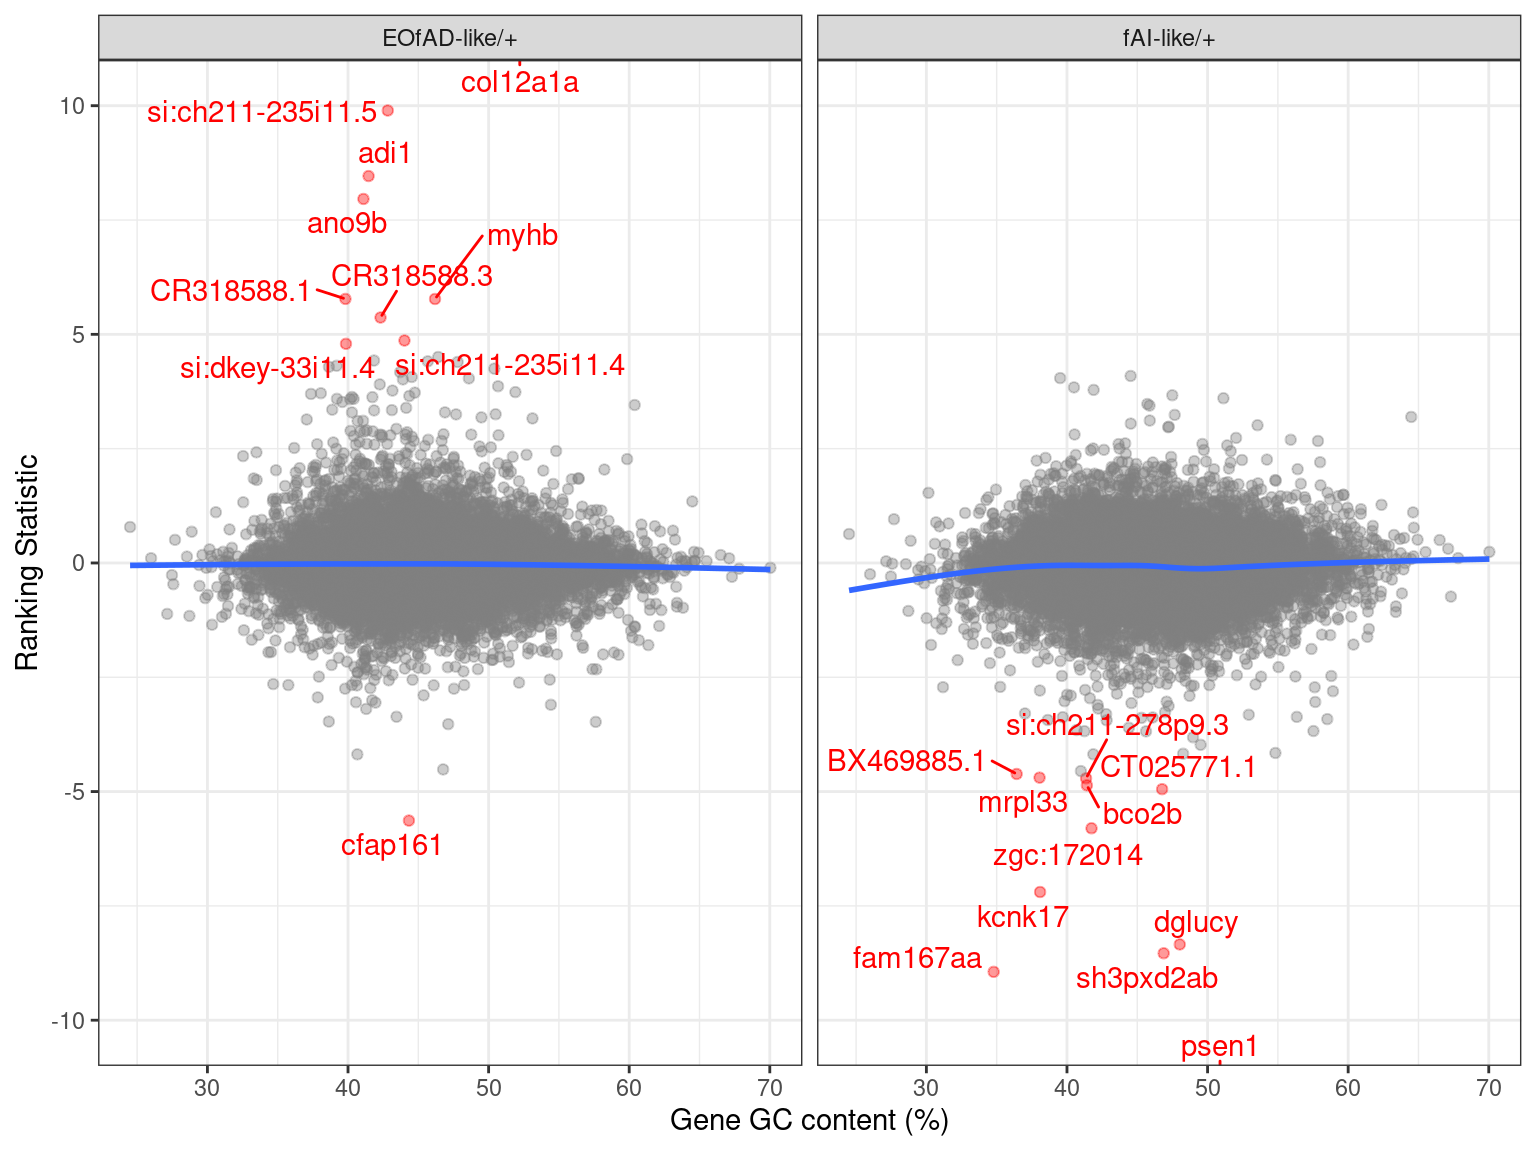 EOfAD-like/+
fAI-like/+
col12a1a
si:ch211-235i11.5
adi1
ano9b
myhb
CR318588.3
CR318588.1
si:dkey-33i11.4
si:ch211-235i11.4
cfap161
si:ch211-278p9.3
BX469885.1
CT025771.1
mrpl33
bco2b
zgc:172014
kcnk17
dglucy
fam167aa
sh3pxd2ab
psen1
10
5
0
-5
-10
Ranking Statistic
30 40 50 60 70
30 40 50 60 70
Gene GC content (%)